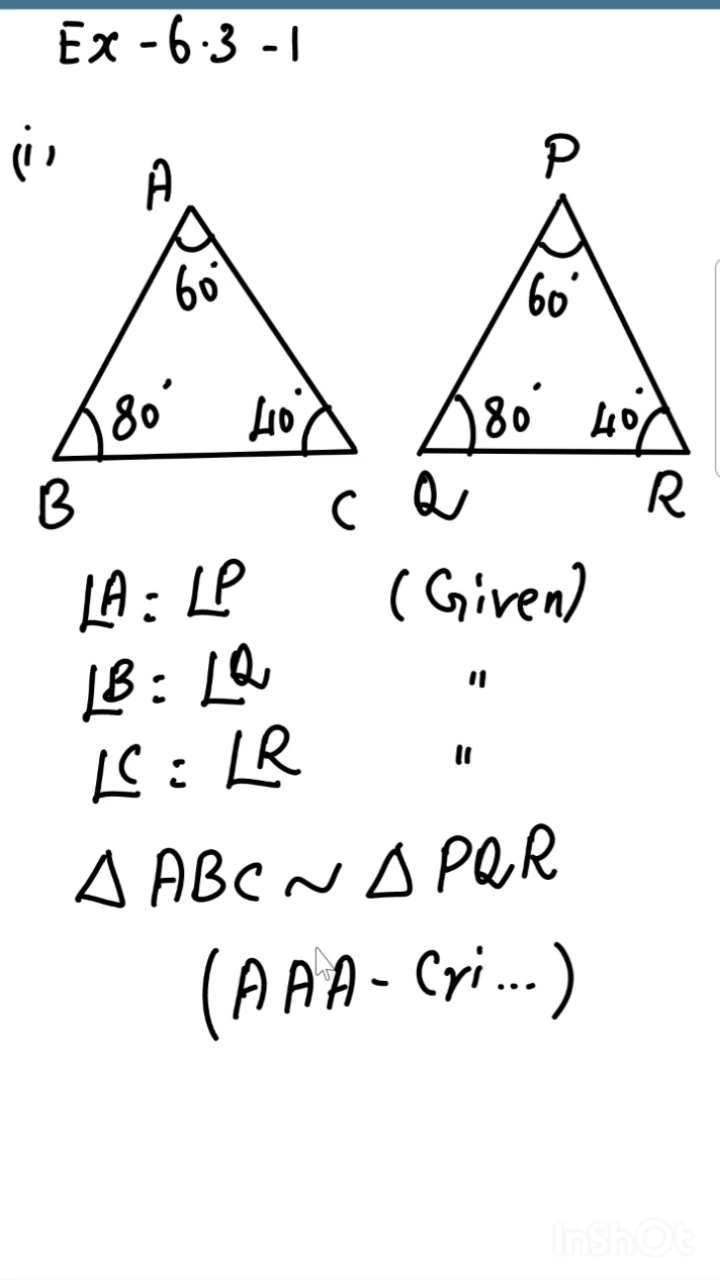 Ex - 6.3 - 1
(i)
A P
60° 60°
80° 40° 80° 40°
B C Q R
∠A = ∠P (Given)
∠B = ∠Q "
∠C = ∠R "
△ ABC ~ △ PQR
(AAA - Cri...)
InShOt